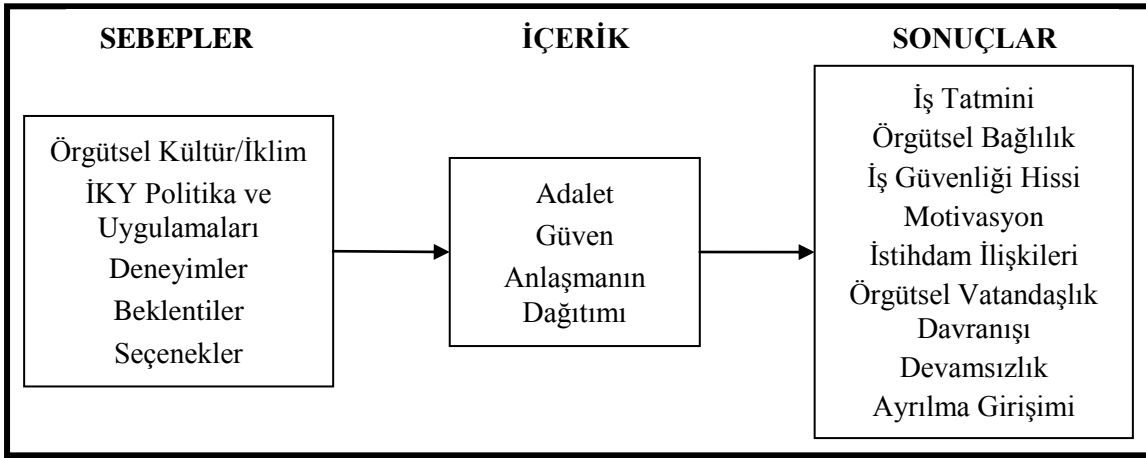 SEBEPLER
Örgütsel Kültür/İklim
İKY Politika ve
Uygulamaları
Deneyimler
Beklentiler
Seçenekler
İÇERİK
Adalet
Güven
Anlaşmanın
Dağıtımı
SONUÇLAR
İş Tatmini
Örgütsel Bağlılık
İş Güvenliği Hissi
Motivasyon
İstihdam İlişkileri
Örgütsel Vatandaşlık
Davranışı
Devamsızlık
Ayrılma Girişimi